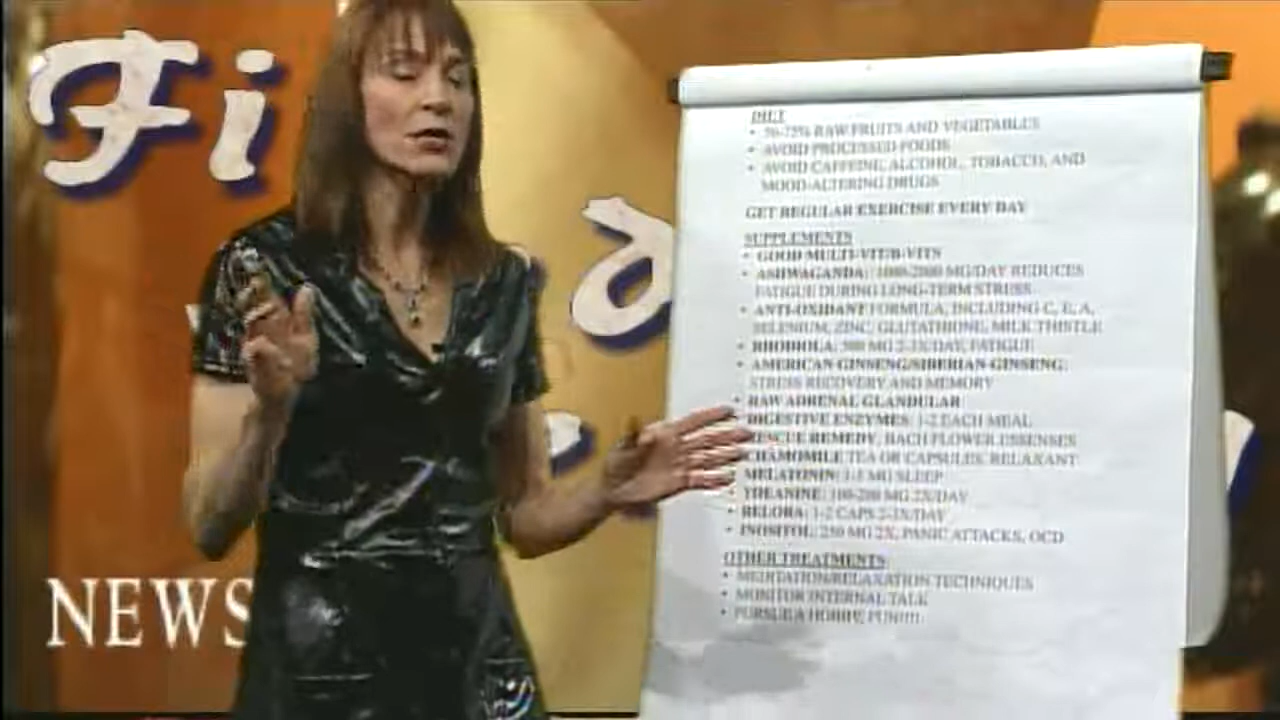 Fi
d
NEWS
DIET
• 50-75% RAW FRUITS AND VEGETABLES
• AVOID PROCESSED FOODS
• AVOID CAFFEINE, ALCOHOL, TOBACCO, AND
MOOD-ALTERING DRUGS
GET REGULAR EXERCISE EVERY DAY
SUPPLEMENTS
• GOOD MULTI-VIT/B-VITS
• ASHWAGANDA: 1000-2000 MG/DAY REDUCES
FATIGUE DURING LONG-TERM STRESS
• ANTI-OXIDANT FORMULA, INCLUDING C, E, A,
SELENIUM, ZINC, GLUTATHIONE, MILK THISTLE
• RHODIOLA: 500 MG 2-3X/DAY, FATIGUE
• AMERICAN GINSENG/SIBERIAN GINSENG:
STRESS RECOVERY AND MEMORY
• RAW ADRENAL GLANDULAR
DIGESTIVE ENZYMES: 1-2 EACH MEAL
ESCUE REMEDY, BACH FLOWER ESSENSES
CHAMOMILE TEA OR CAPSULES, RELAXANT
• MELATONIN: 1-3 MG SLEEP
• THEANINE: 100-200 MG 2X/DAY
• RELORA: 1-2 CAPS 2-3X/DAY
• INOSITOL: 250 MG 2X, PANIC ATTACKS, OCD
OTHER TREATMENTS
• MEDITATION/RELAXATION TECHNIQUES
• MONITOR INTERNAL TALK
• PURSUE A HOBBY, FUN!!!!